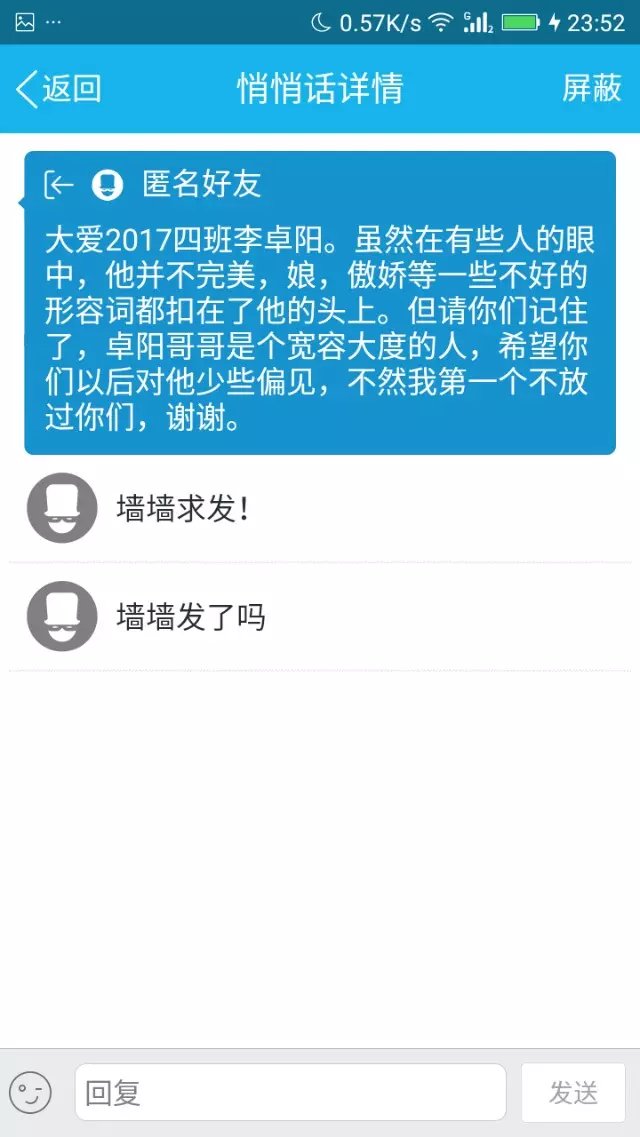 ... 0.57K/s G 2 23:52
返回 悄悄话详情 屏蔽
匿名好友
大爱2017四班李卓阳。虽然在有些人的眼
中，他并不完美，娘，傲娇等一些不好的
形容词都扣在了他的头上。但请你们记住
了，卓阳哥哥是个宽容大度的人，希望你
们以后对他少些偏见，不然我第一个不放
过你们，谢谢。
墙墙求发！
墙墙发了吗
回复 发送